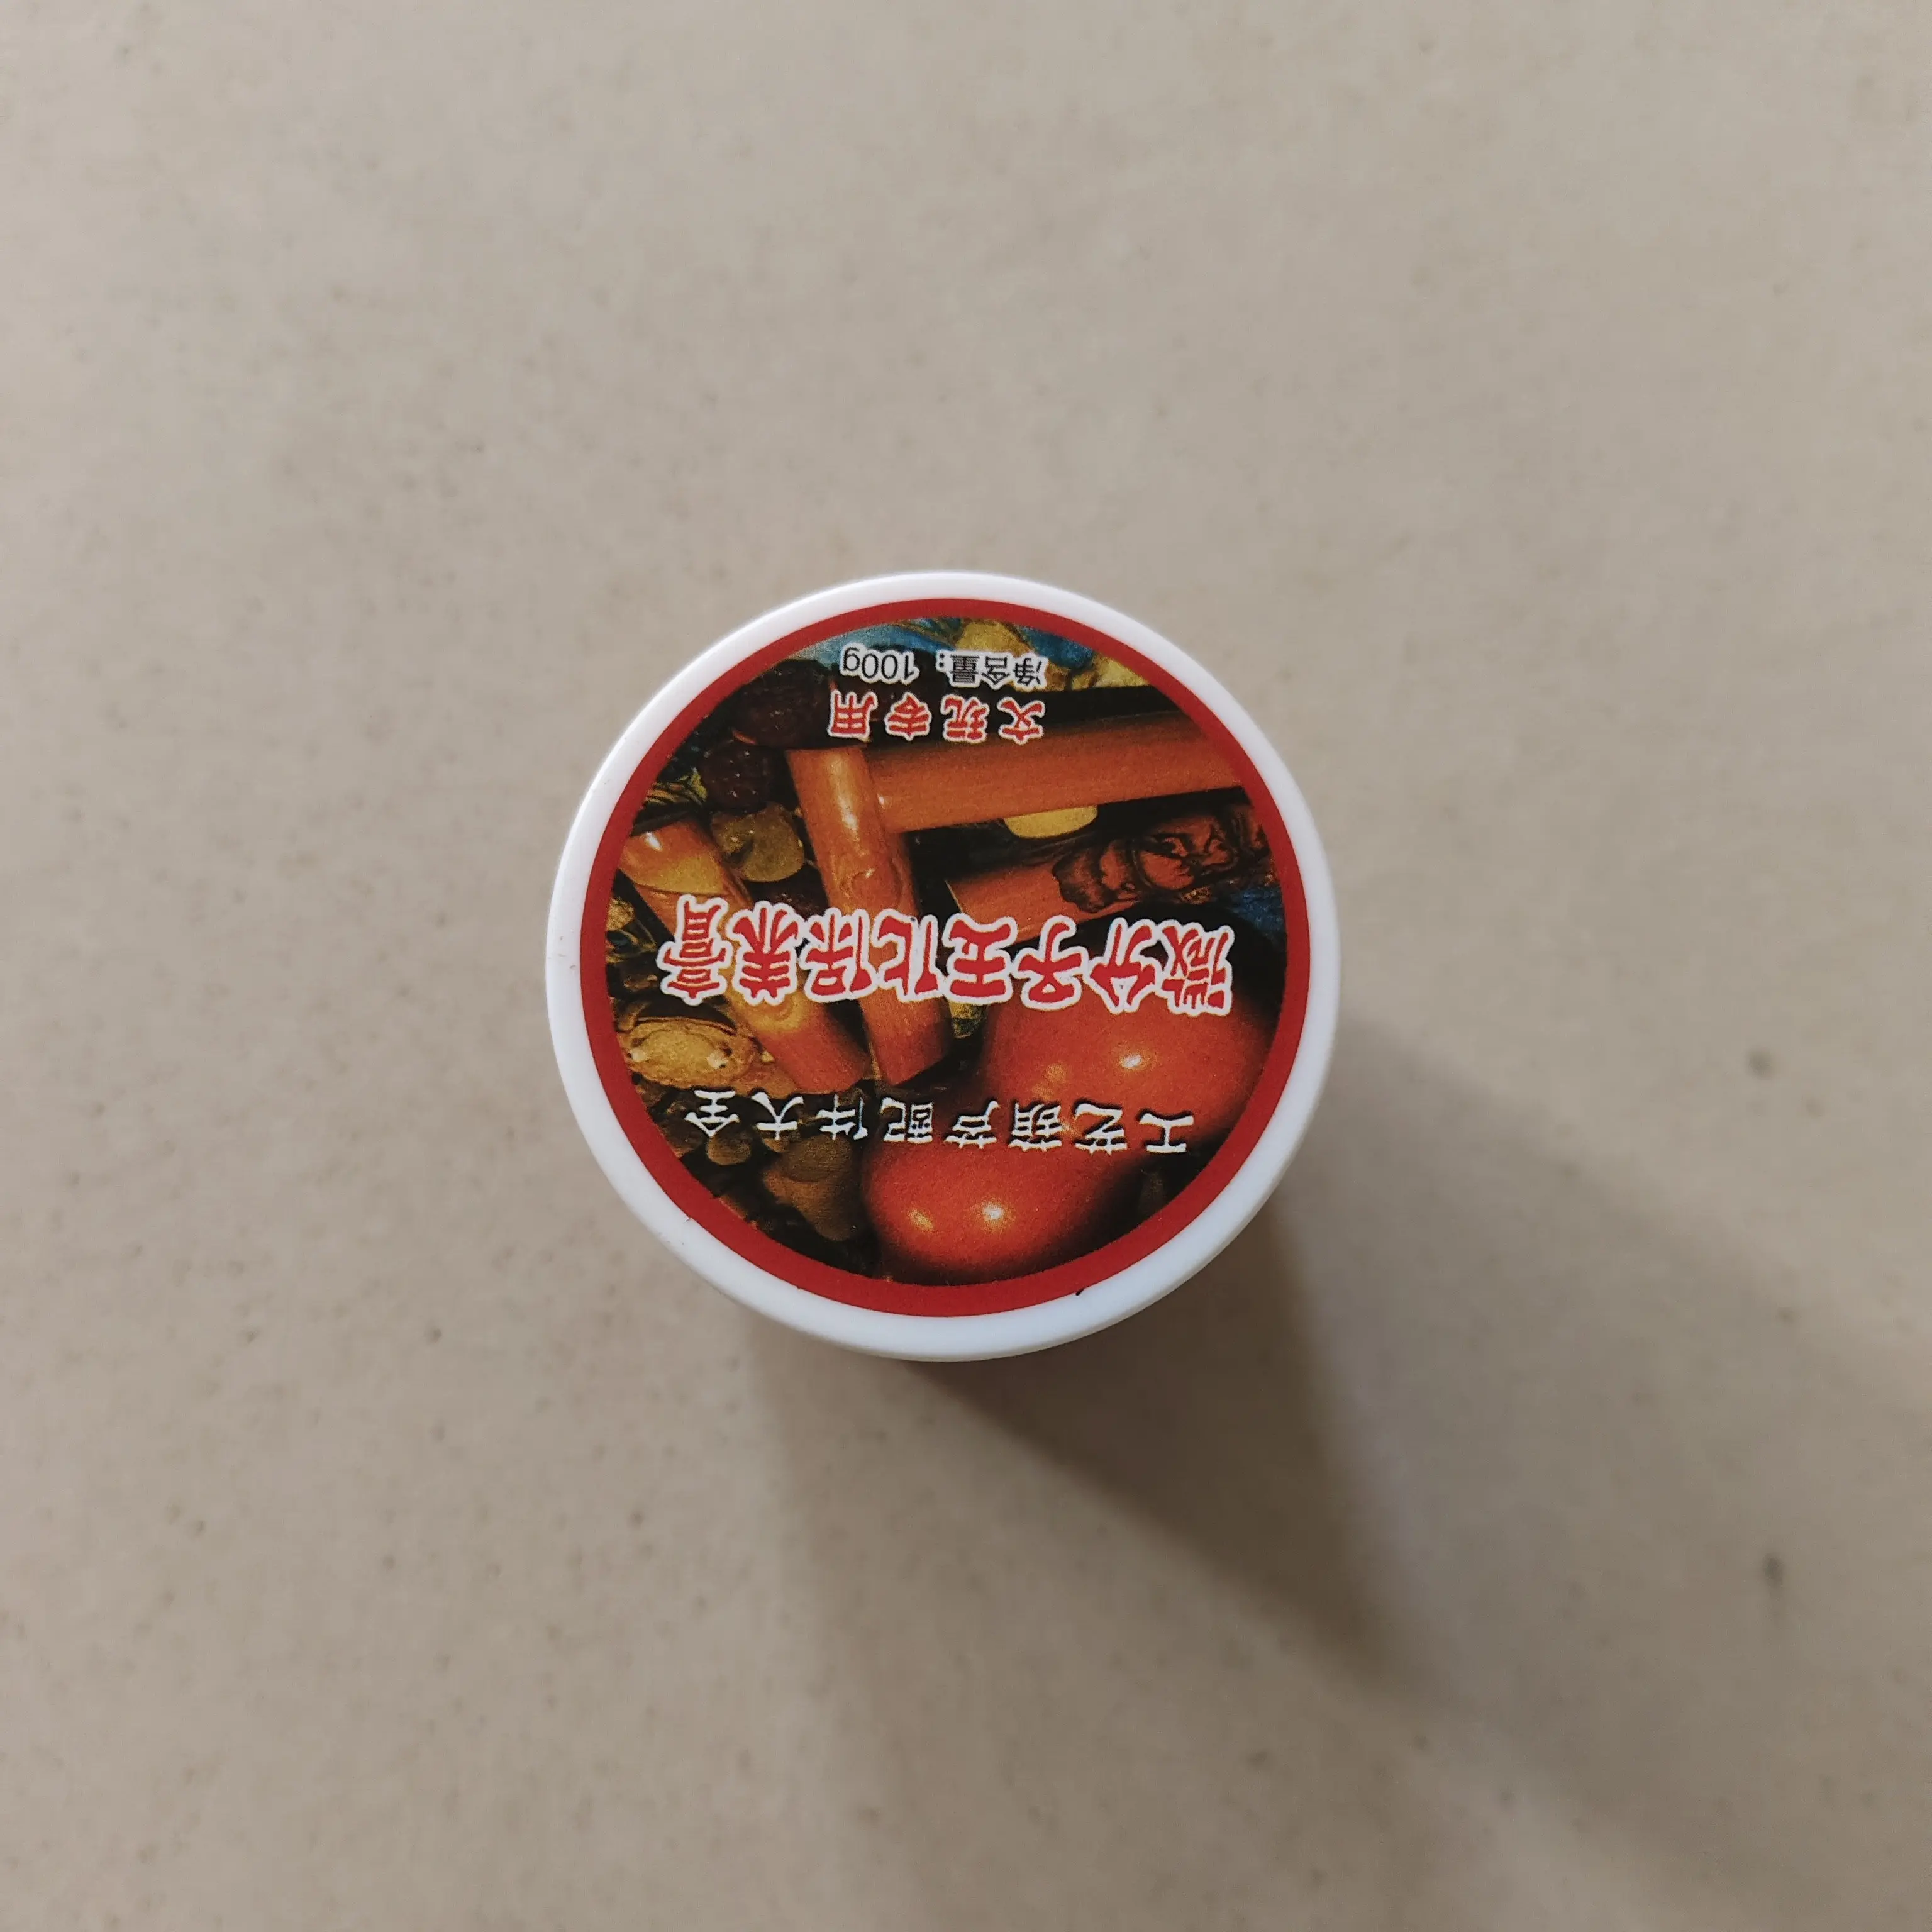 工艺葫芦配件大全
激分子玉化保养膏
文玩专用
净含量：100g